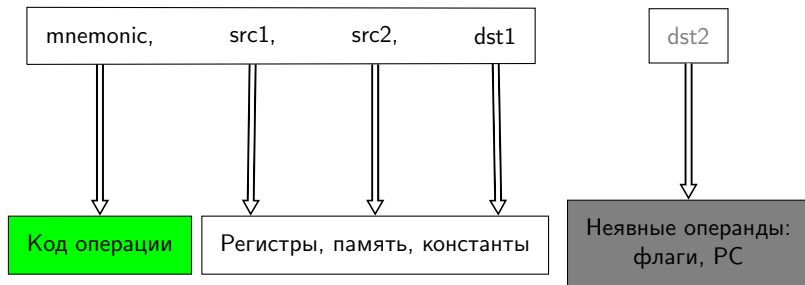 mnemonic, src1, src2, dst1
dst2
Код операции
Регистры, память, константы
Неявные операнды:
флаги, PC